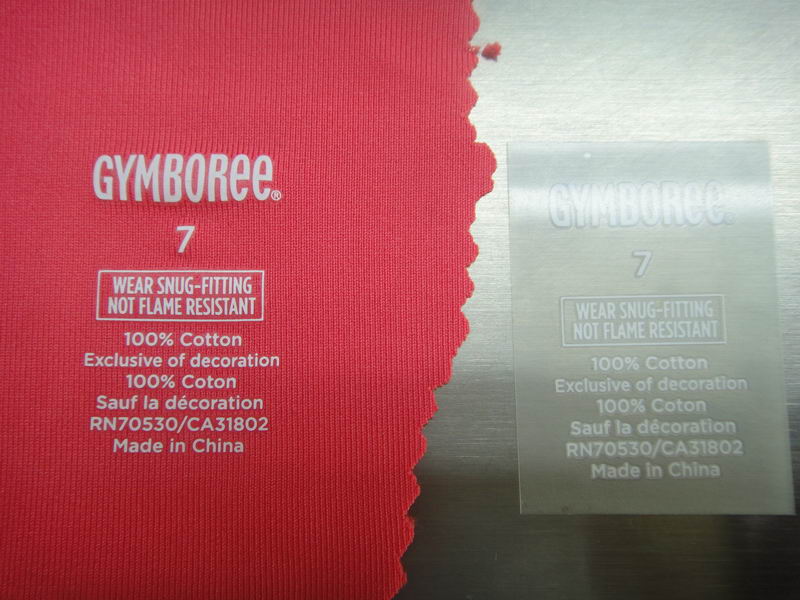 GYMBOREE®
7
WEAR SNUG-FITTING
NOT FLAME RESISTANT
100% Cotton
Exclusive of decoration
100% Coton
Sauf la décoration
RN70530/CA31802
Made in China
GYMBOREE®
7
WEAR SNUG-FITTING
NOT FLAME RESISTANT
100% Cotton
Exclusive of decoration
100% Coton
Sauf la décoration
RN70530/CA31802
Made in China